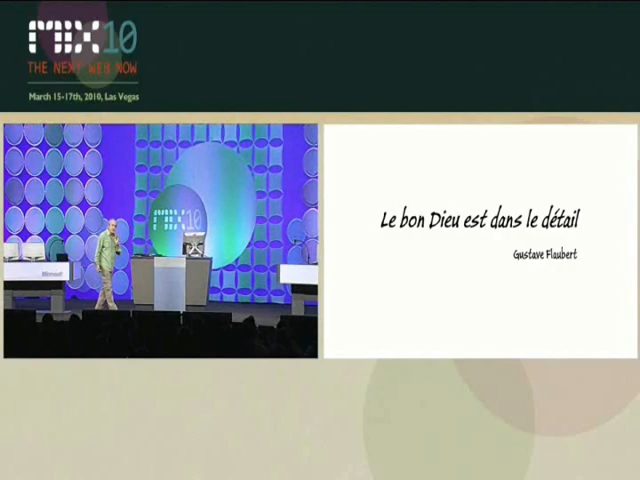 MIX10
THE NEXT WEB NOW
March 15-17th, 2010, Las Vegas
MIX10
Microsoft
Le bon Dieu est dans le détail
Gustave Flaubert